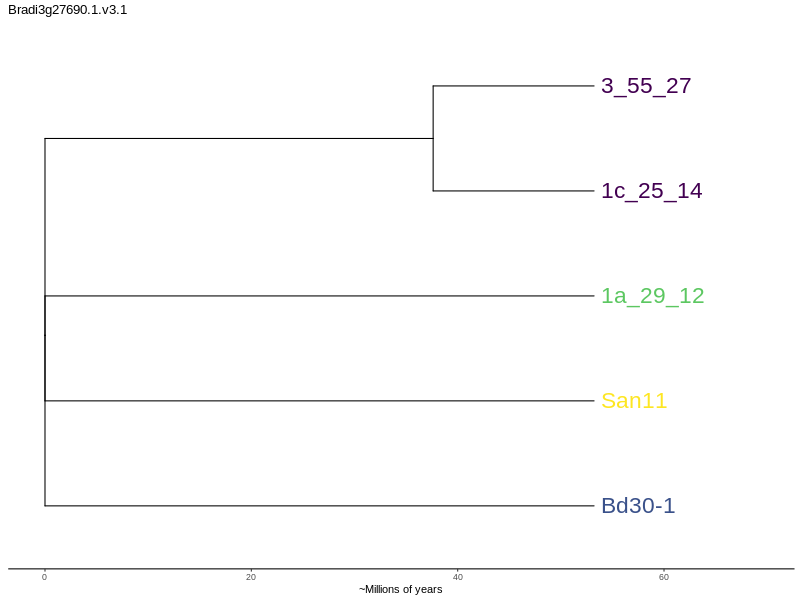 Bradi3g27690.1.v3.1
3_55_27
1c_25_14
1a_29_12
San11
Bd30-1
0 20 40 60
~Millions of years